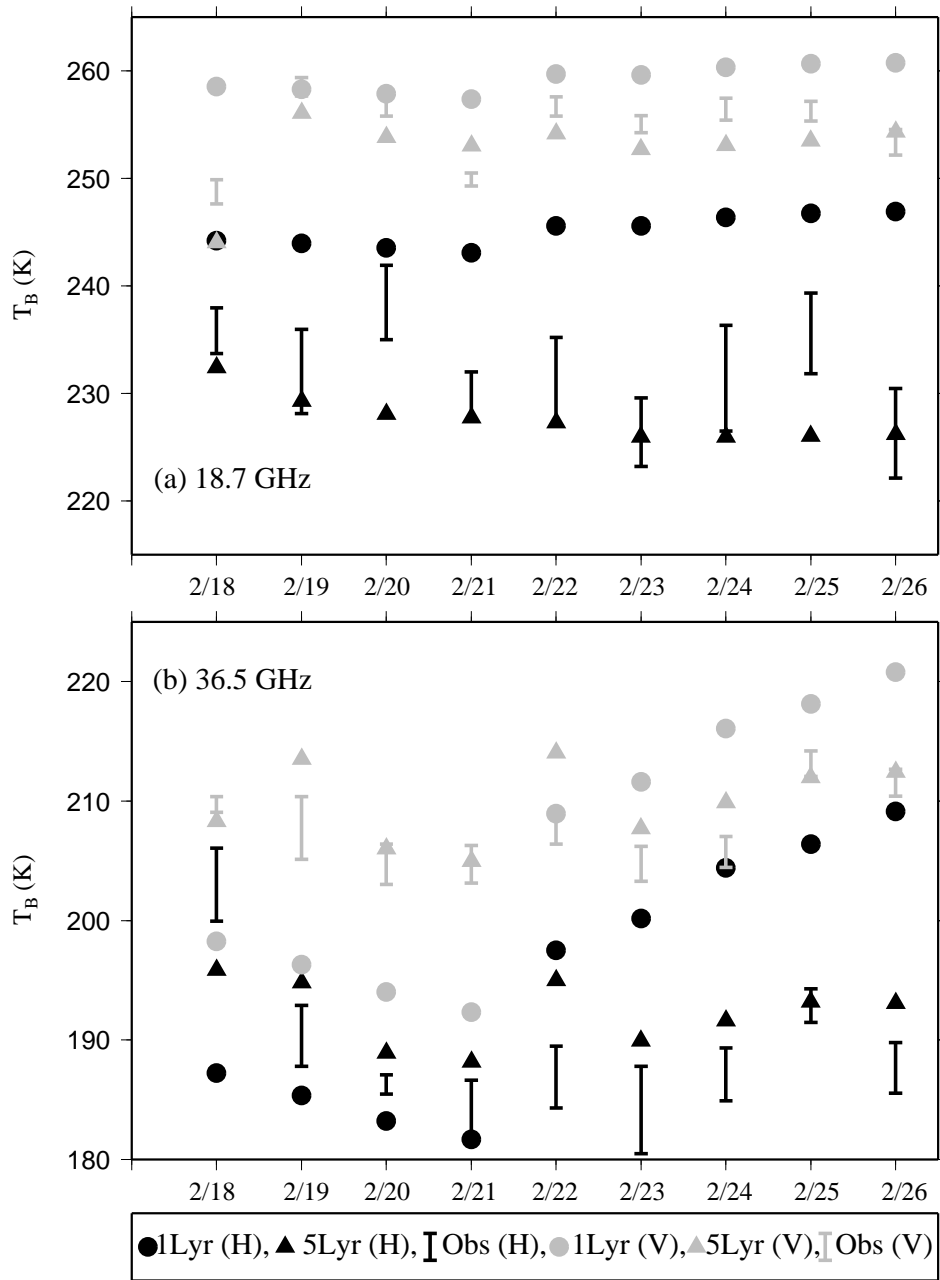 260
250
240
230
220
T_B (K)
(a) 18.7 GHz
2/18 2/19 2/20 2/21 2/22 2/23 2/24 2/25 2/26
(b) 36.5 GHz
220
210
200
190
180
T_B (K)
2/18 2/19 2/20 2/21 2/22 2/23 2/24 2/25 2/26
1Lyr (H), 5Lyr (H), Obs (H), 1Lyr (V), 5Lyr (V), Obs (V)